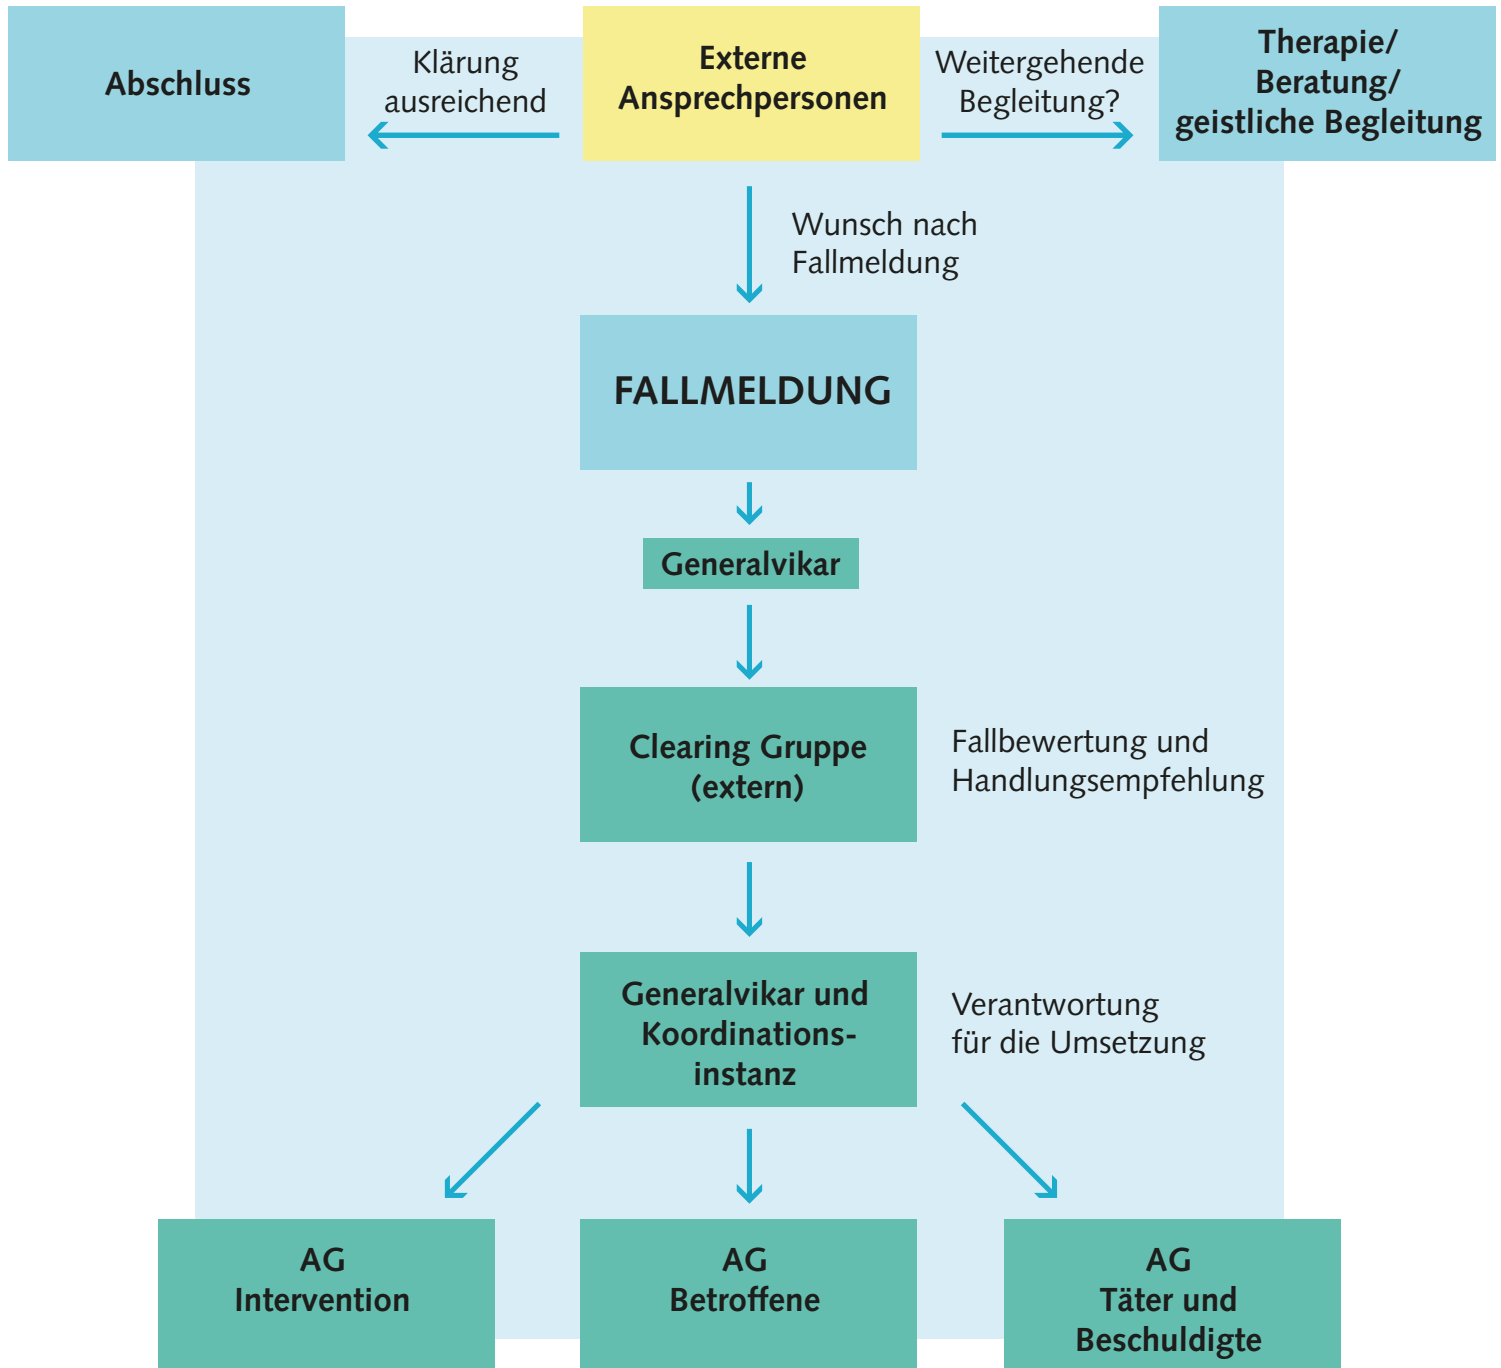 Abschluss
Klärung
ausreichend
Externe
Ansprechpersonen
Weitergehende
Begleitung?
Therapie/
Beratung/
geistliche Begleitung
Wunsch nach
Fallmeldung
FALLMELDUNG
Generalvikar
Clearing Gruppe
(extern)
Fallbewertung und
Handlungsempfehlung
Generalvikar und
Koordinations-
instanz
Verantwortung
für die Umsetzung
AG
Intervention
AG
Betroffene
AG
Täter und
Beschuldigte